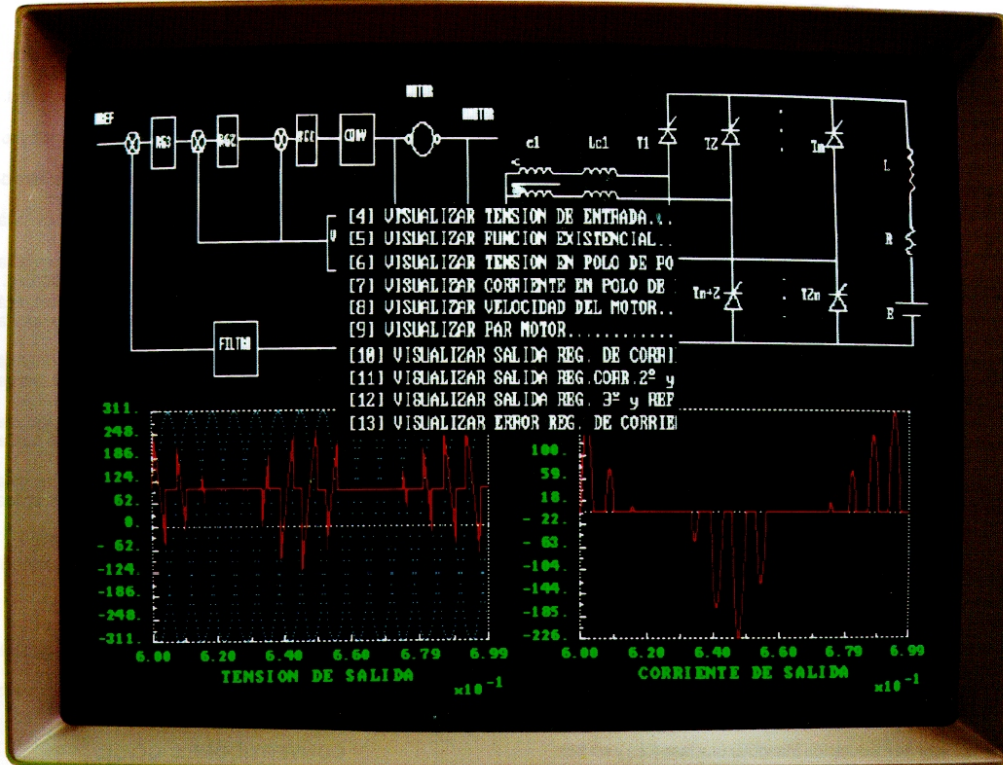 MOTOR
RG3
RG2
CONV
FILTRO
e1
Lc1
T1
T2
Tm
L
R
E
Tm+2
T2m
V
[4] VISUALIZAR TENSION DE ENTRADA...
[5] VISUALIZAR FUNCION EXISTENCIAL..
[6] VISUALIZAR TENSION EN POLO DE PO
[7] VISUALIZAR CORRIENTE EN POLO DE
[8] VISUALIZAR VELOCIDAD DEL MOTOR..
[9] VISUALIZAR PAR MOTOR............
[10] VISUALIZAR SALIDA REG. DE CORRI
[11] VISUALIZAR SALIDA REG.CORR.2º y
[12] VISUALIZAR SALIDA REG. 3º y REF
[13] VISUALIZAR ERROR REG. DE CORRIE
311.
248.
186.
124.
62.
0.
- 62.
-124.
-186.
-248.
-311.
6.00 6.20 6.40 6.60 6.79 6.99
TENSION DE SALIDA
x10-1
100.
59.
18.
- 22.
- 63.
-104.
-144.
-185.
-226.
6.00 6.20 6.40 6.60 6.79 6.99
CORRIENTE DE SALIDA
x10-1